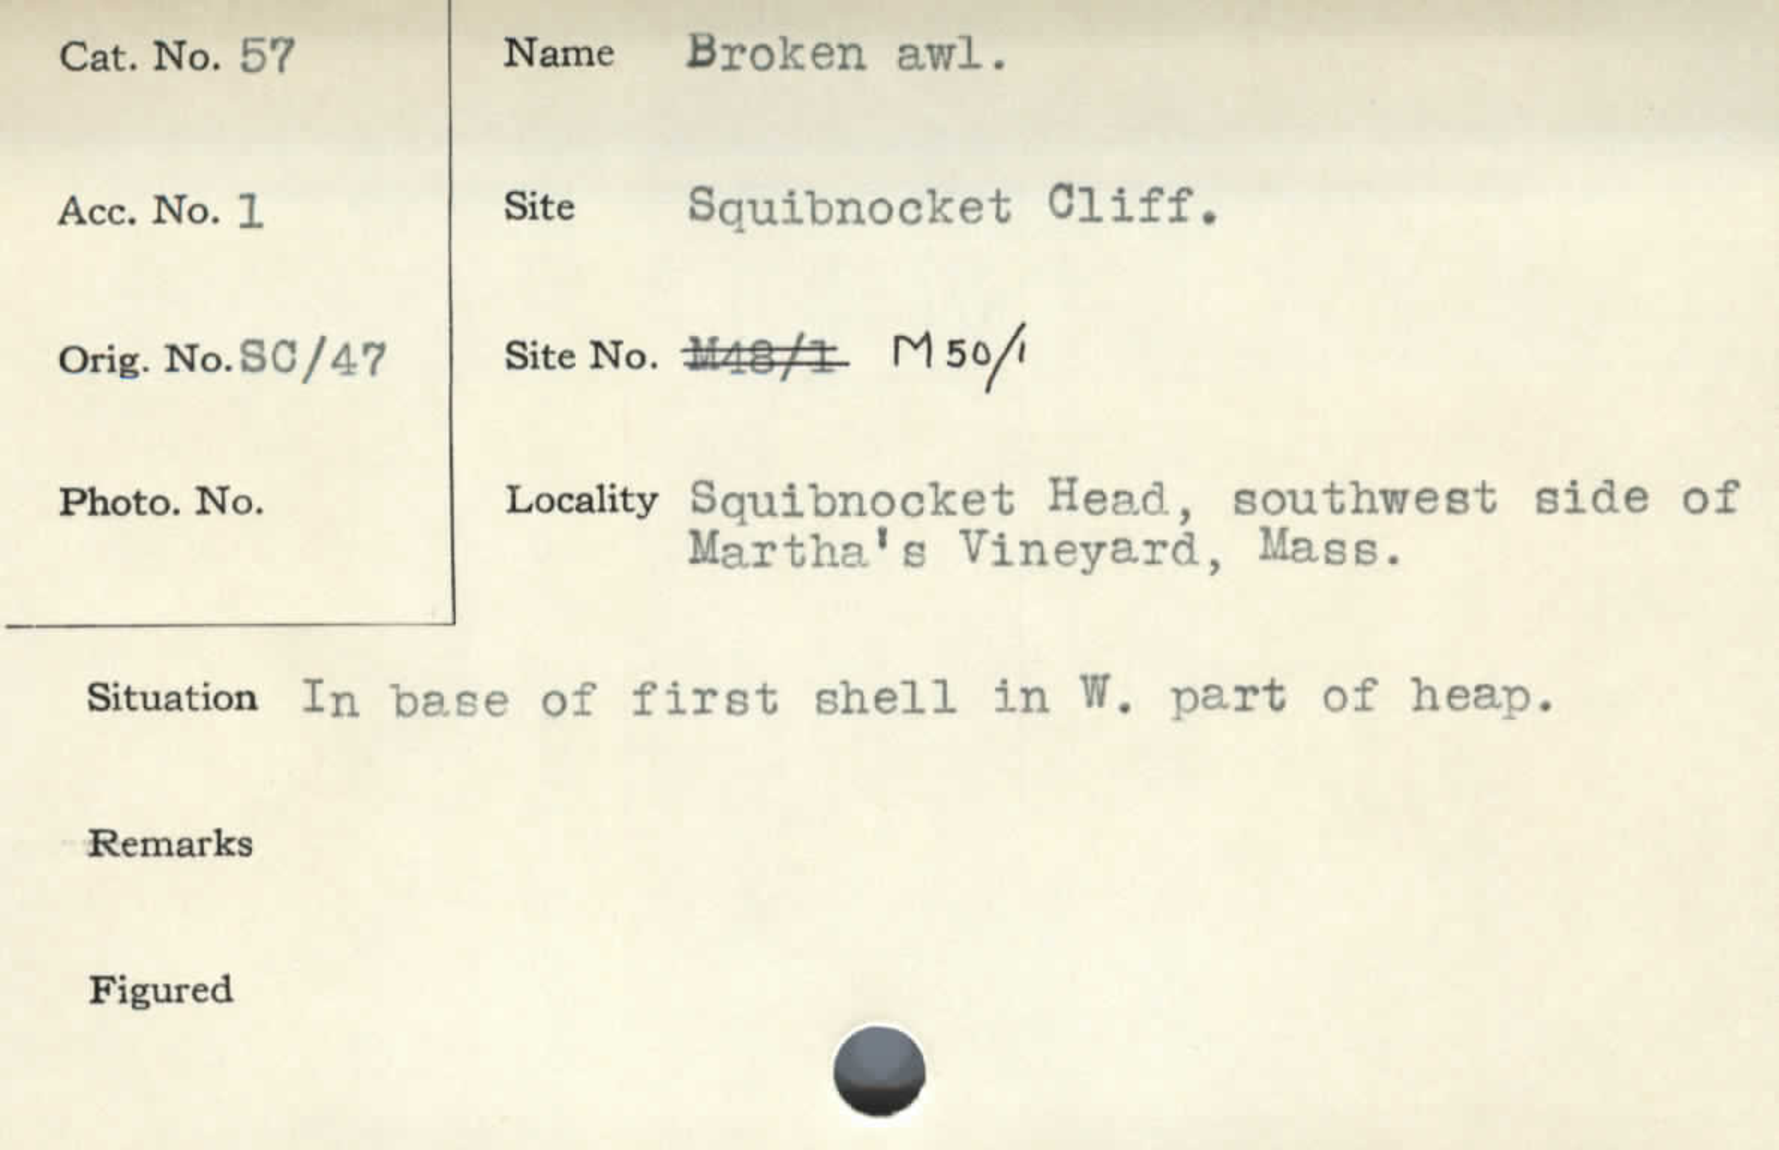 Cat. No. 57
Name Broken awl.
Acc. No. 1
Site Squibnocket Cliff.
Orig. No. SC/47
Site No. M48/1 M50/1
Photo. No.
Locality Squibnocket Head, southwest side of
Martha's Vineyard, Mass.
Situation In base of first shell in W. part of heap.
Remarks
Figured